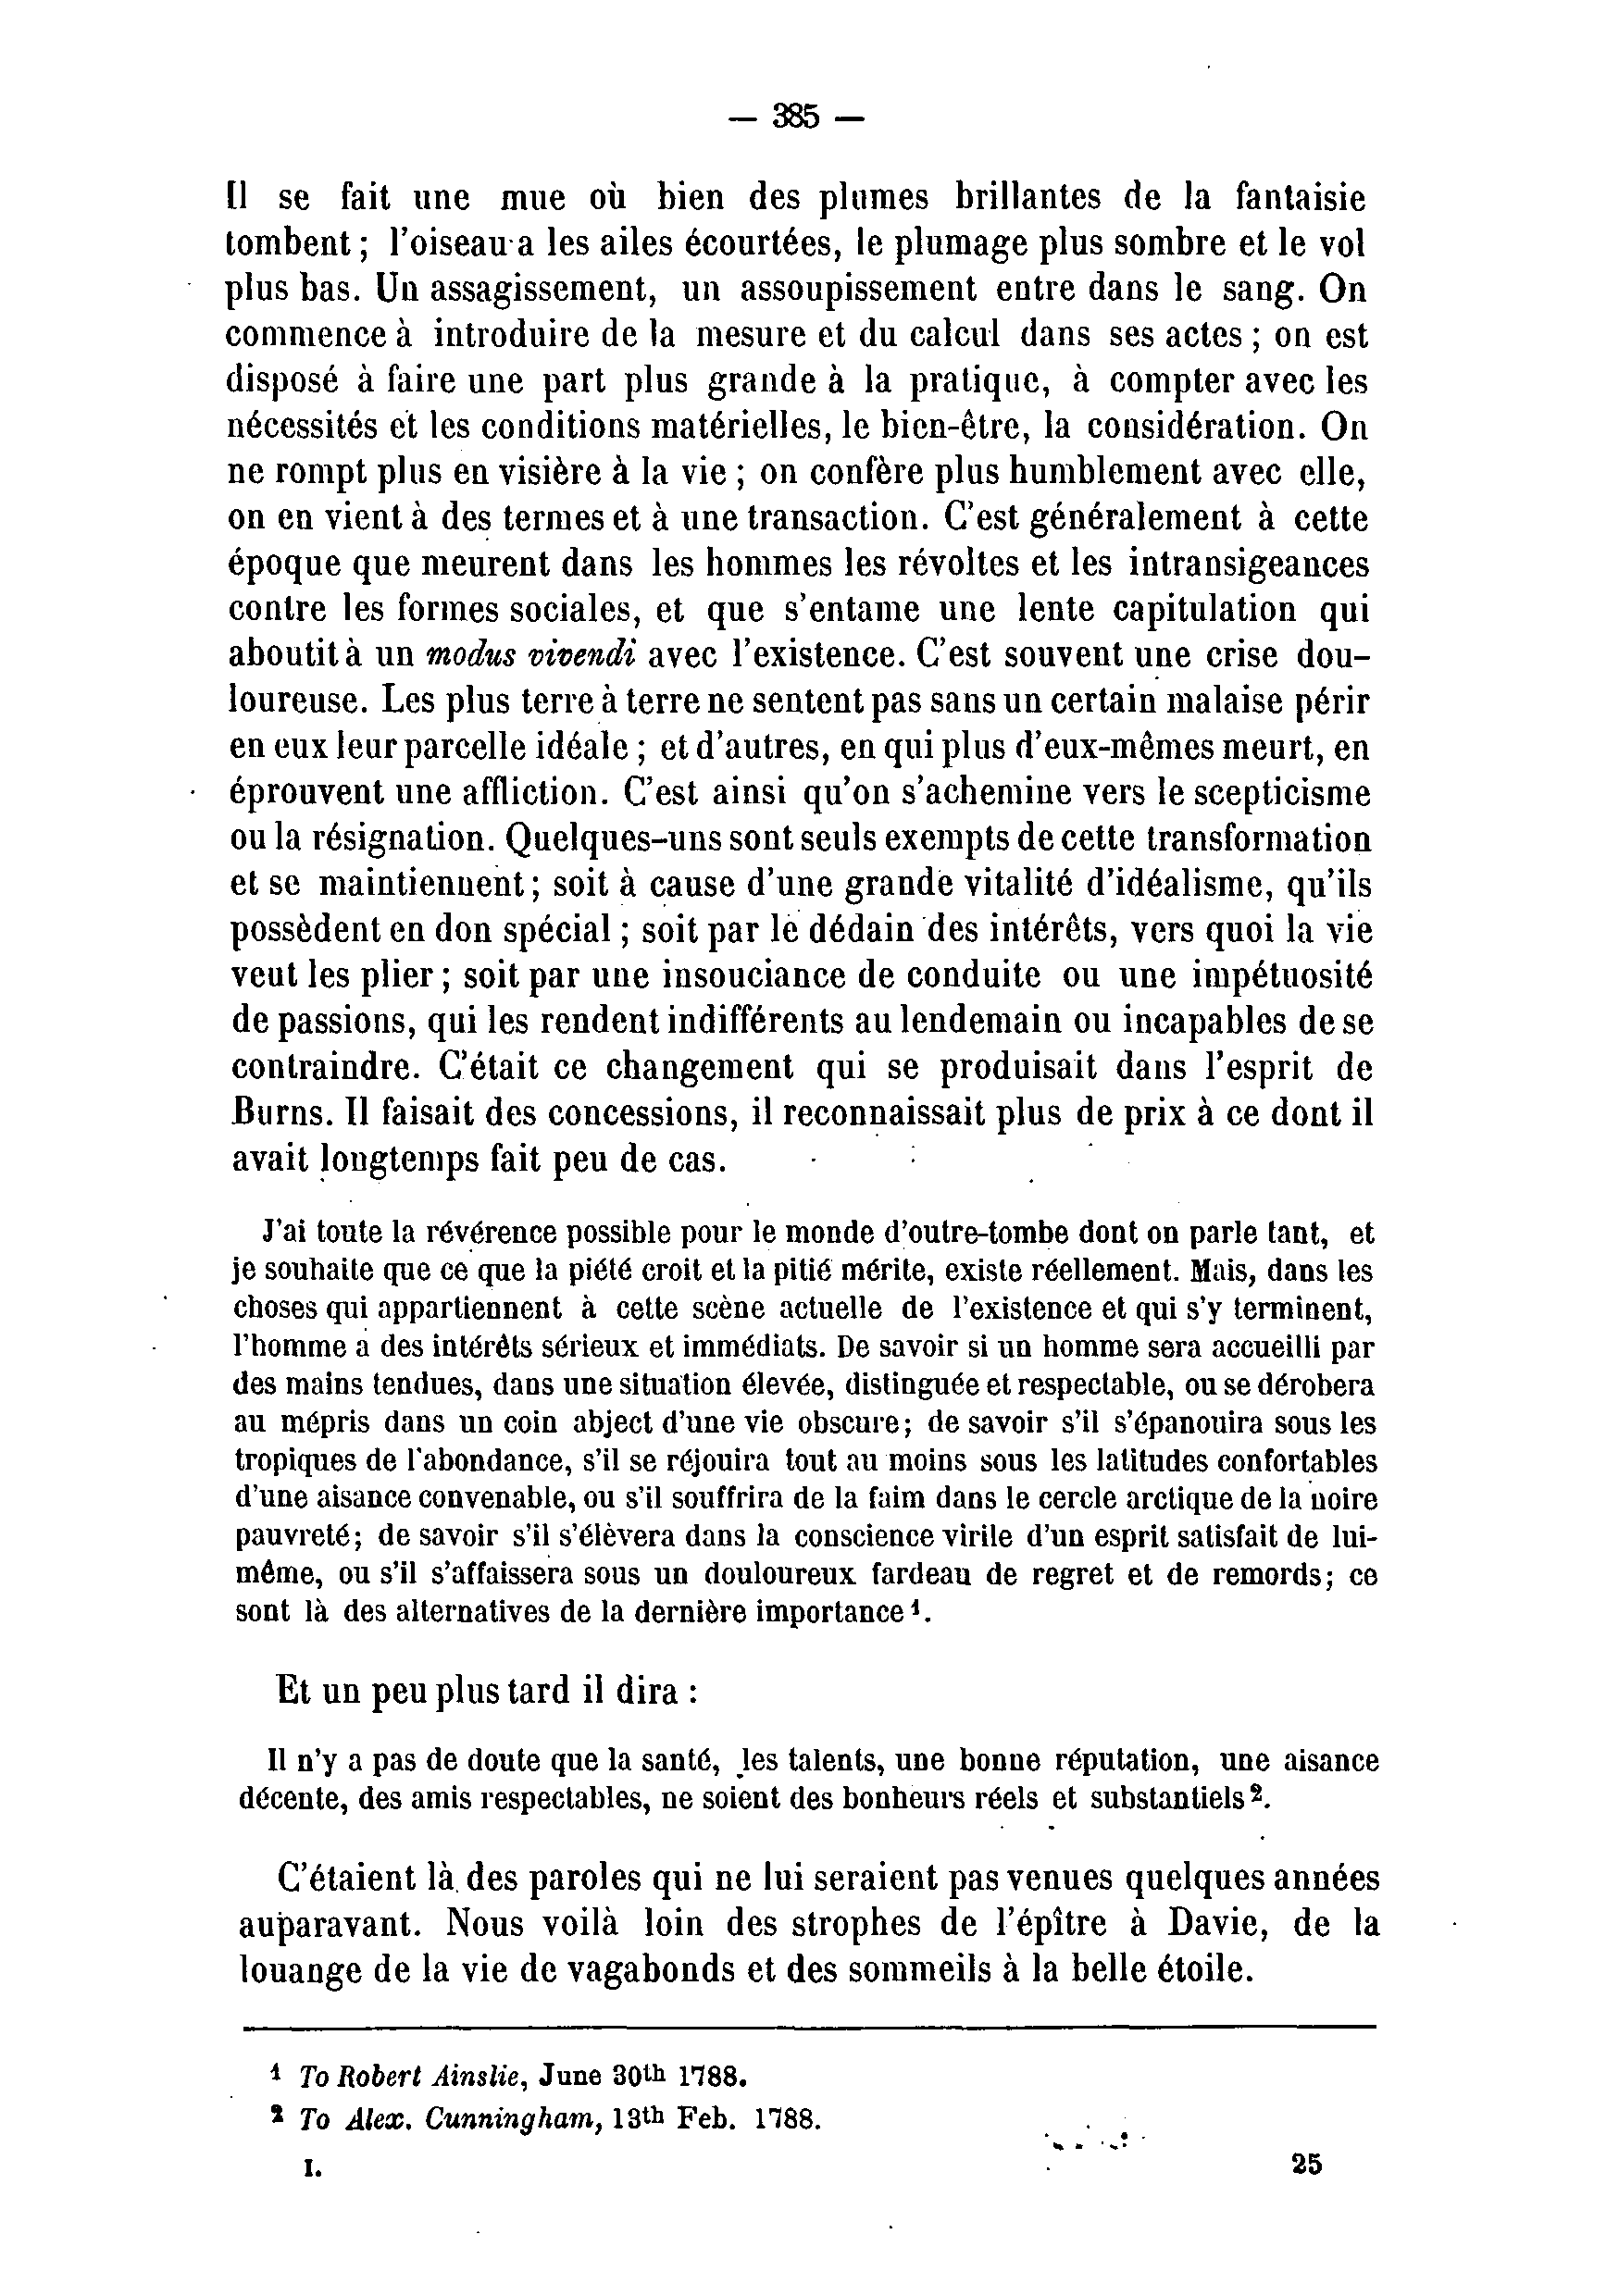 — 385 —
Il se fait une mue où bien des plumes brillantes de la fantaisie
tombent ; l'oiseau a les ailes écourtées, le plumage plus sombre et le vol
plus bas. Un assagissement, un assoupissement entre dans le sang. On
commence à introduire de la mesure et du calcul dans ses actes ; on est
disposé à faire une part plus grande à la pratique, à compter avec les
nécessités et les conditions matérielles, le bien-être, la considération. On
ne rompt plus en visière à la vie ; on confère plus humblement avec elle,
on en vient à des termes et à une transaction. C'est généralement à cette
époque que meurent dans les hommes les révoltes et les intransigeances
contre les formes sociales, et que s'entame une lente capitulation qui
aboutit à un modus vivendi avec l'existence. C'est souvent une crise dou-
loureuse. Les plus terre à terre ne sentent pas sans un certain malaise périr
en eux leur parcelle idéale ; et d'autres, en qui plus d'eux-mêmes meurt, en
éprouvent une affliction. C'est ainsi qu'on s'achemine vers le scepticisme
ou la résignation. Quelques-uns sont seuls exempts de cette transformation
et se maintiennent ; soit à cause d'une grande vitalité d'idéalisme, qu'ils
possèdent en don spécial ; soit par le dédain des intérêts, vers quoi la vie
veut les plier ; soit par une insouciance de conduite ou une impétuosité
de passions, qui les rendent indifférents au lendemain ou incapables de se
contraindre. C'était ce changement qui se produisait dans l'esprit de
Burns. Il faisait des concessions, il reconnaissait plus de prix à ce dont il
avait longtemps fait peu de cas.
J'ai toute la révérence possible pour le monde d'outre-tombe dont on parle tant, et
je souhaite que ce que la piété croit et la pitié mérite, existe réellement. Mais, dans les
choses qui appartiennent à cette scène actuelle de l'existence et qui s'y terminent,
l'homme a des intérêts sérieux et immédiats. De savoir si un homme sera accueilli par
des mains tendues, dans une situation élevée, distinguée et respectable, ou se dérobera
au mépris dans un coin abject d'une vie obscure ; de savoir s'il s'épanouira sous les
tropiques de l'abondance, s'il se réjouira tout au moins sous les latitudes confortables
d'une aisance convenable, ou s'il souffrira de la faim dans le cercle arctique de la noire
pauvreté ; de savoir s'il s'élèvera dans la conscience virile d'un esprit satisfait de lui-
même, ou s'il s'affaissera sous un douloureux fardeau de regret et de remords ; ce
sont là des alternatives de la dernière importance ¹.
Et un peu plus tard il dira :
Il n'y a pas de doute que la santé, les talents, une bonne réputation, une aisance
décente, des amis respectables, ne soient des bonheurs réels et substantiels ².
C'étaient là des paroles qui ne lui seraient pas venues quelques années
auparavant. Nous voilà loin des strophes de l'épître à Davie, de la
louange de la vie de vagabonds et des sommeils à la belle étoile.
¹ To Robert Ainslie, June 30th 1788.
² To Alex. Cunningham, 13th Feb. 1788.
I. 25